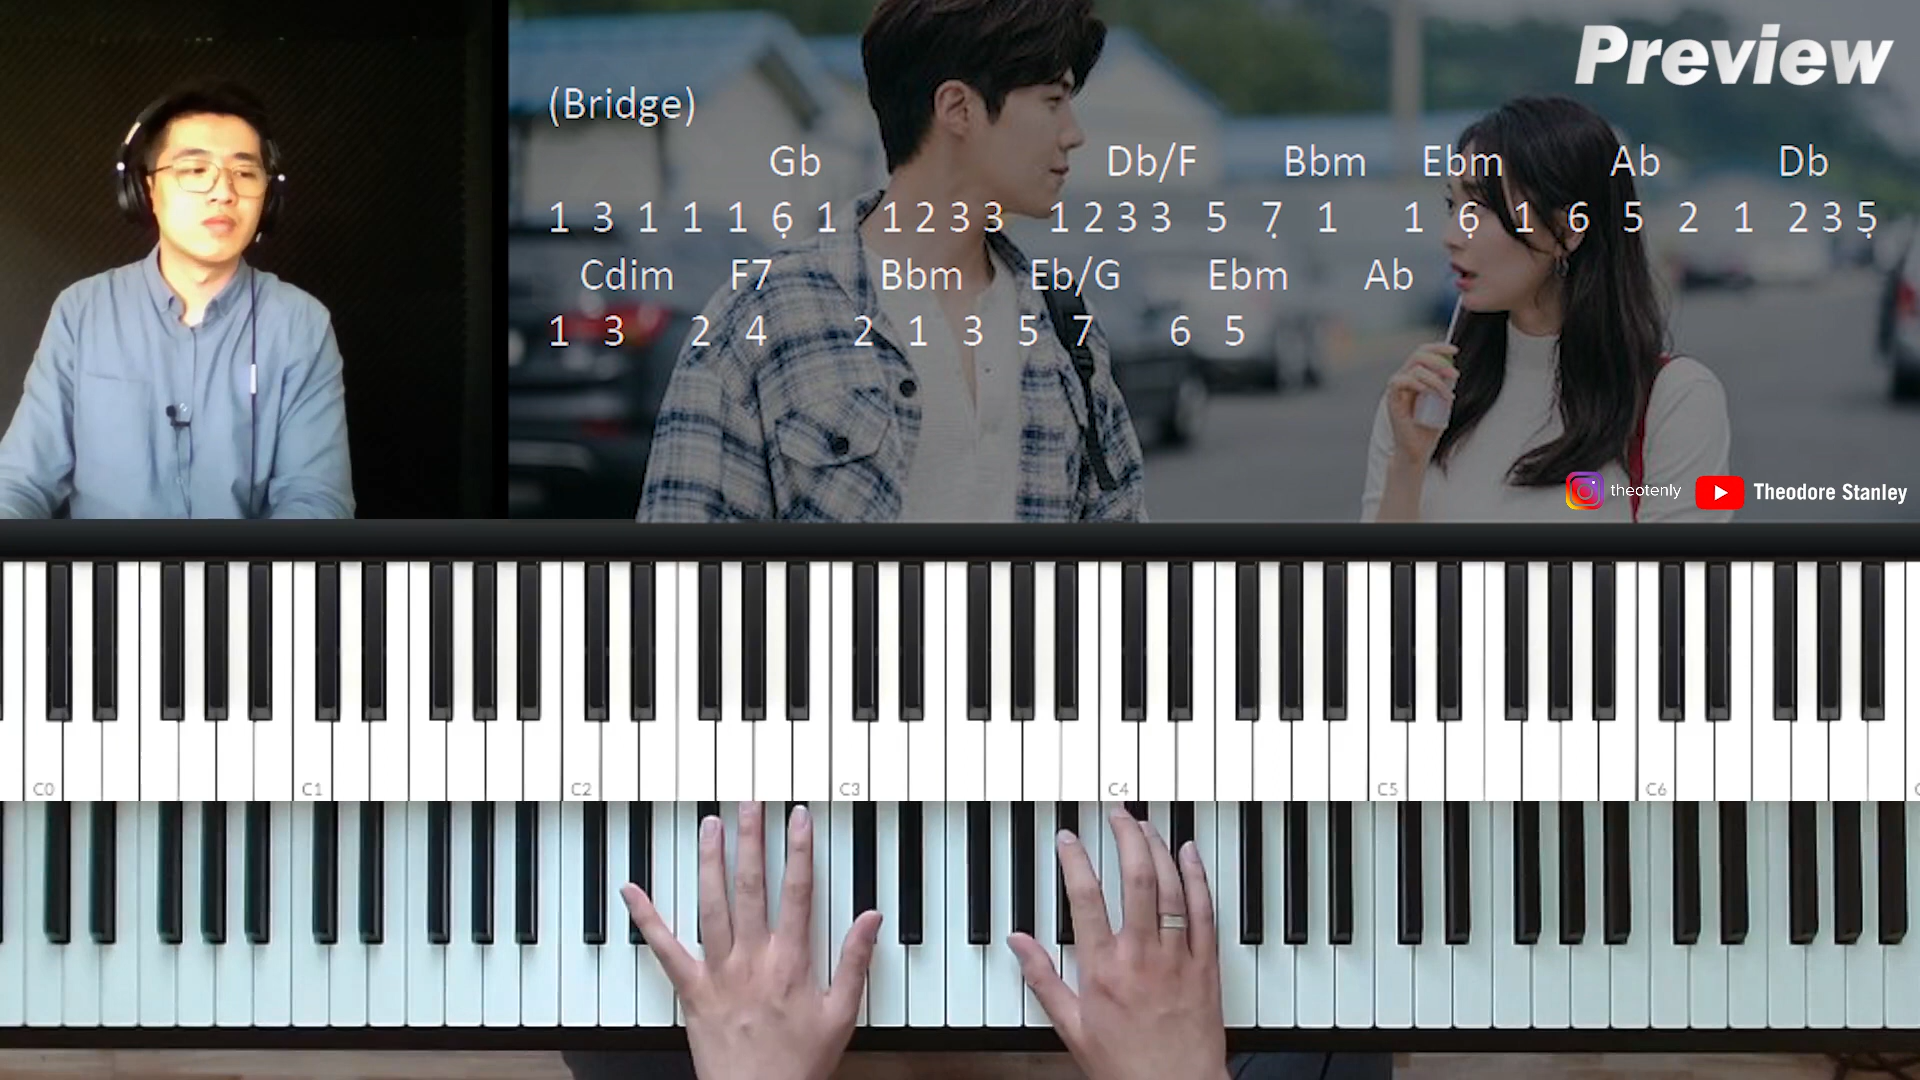 Preview
(Bridge)
Gb Db/F Bbm Ebm Ab Db
1 3 1 1 1 6̣ 1 1 2 3 3 1 2 3 3 5 7̣ 1 1 6̣ 1 6 5 2 1 2 3 5̣
Cdim F7 Bbm Eb/G Ebm Ab
1 3 2 4 2 1 3 5 7 6 5
theotenly Theodore Stanley
C0 C1 C2 C3 C4 C5 C6